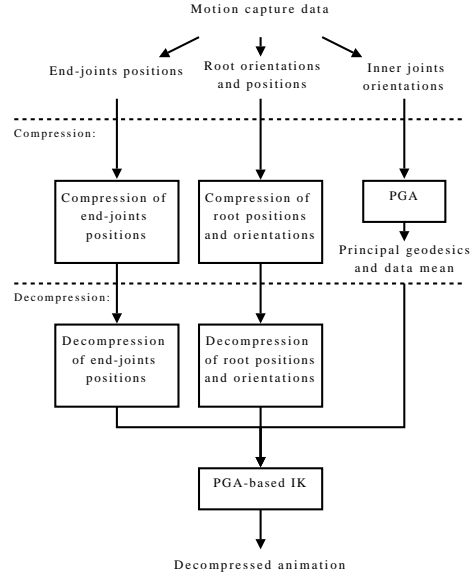 Motion capture data
End-joints positions
Root orientations
and positions
Inner joints
orientations
Compression:
Compression of
end-joints
positions
Compression of
root positions
and orientations
PGA
Principal geodesics
and data mean
Decompression:
Decompression
of end-joints
positions
Decompression
of root positions
and orientations
PGA-based IK
Decompressed animation